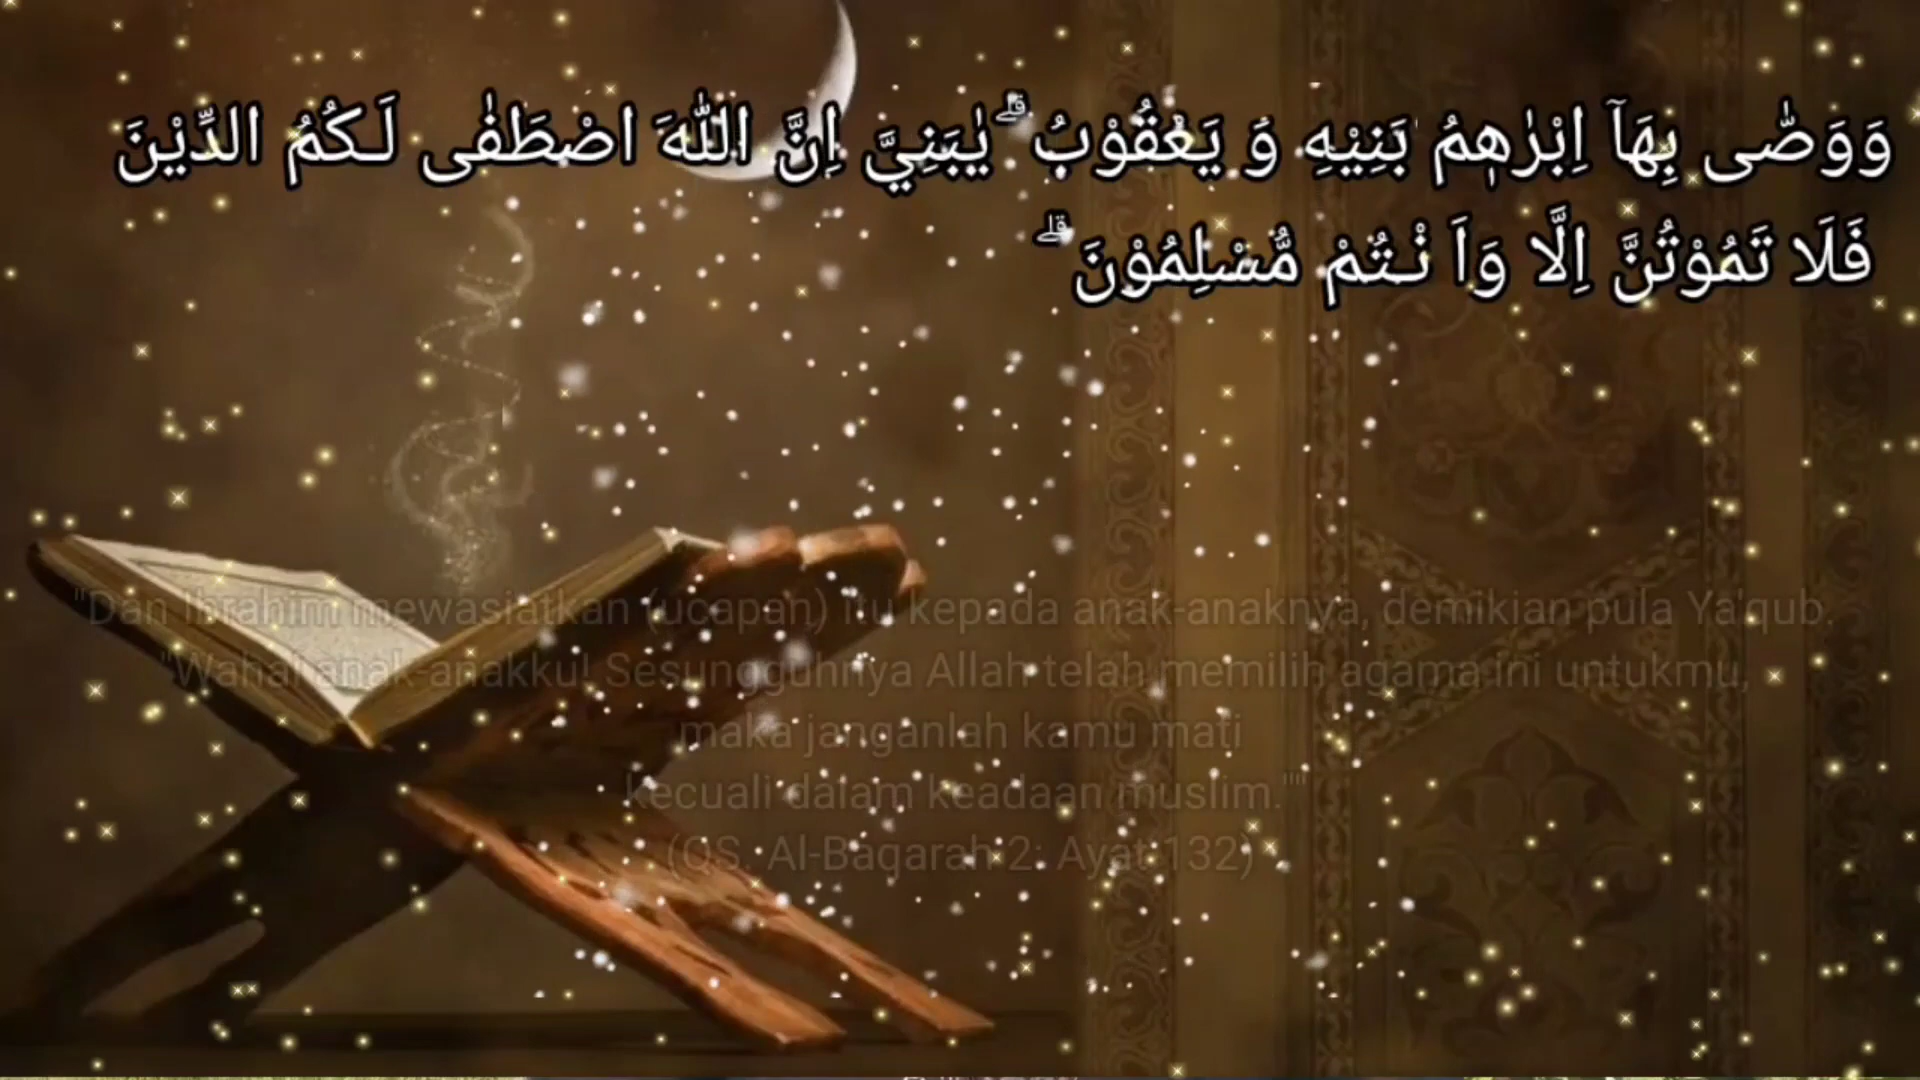 وَوَصّٰى بِهَاۤ اِبْرٰهٖمُ بَنِيْهِ وَ يَعْقُوْبُ ۗ يٰبَنِيَّ اِنَّ اللّٰهَ اصْطَفٰى لَـكُمُ الدِّيْنَ
فَلَا تَمُوْتُنَّ اِلَّا وَاَ نْـتُمْ مُّسْلِمُوْنَ ۗ
"Dan Ibrahim mewasiatkan (ucapan) itu kepada anak-anaknya, demikian pula Ya'qub.
"Wahai anak-anakku! Sesungguhnya Allah telah memilih agama ini untukmu,
maka janganlah kamu mati
kecuali dalam keadaan muslim.""
(QS. Al-Baqarah 2: Ayat 132)